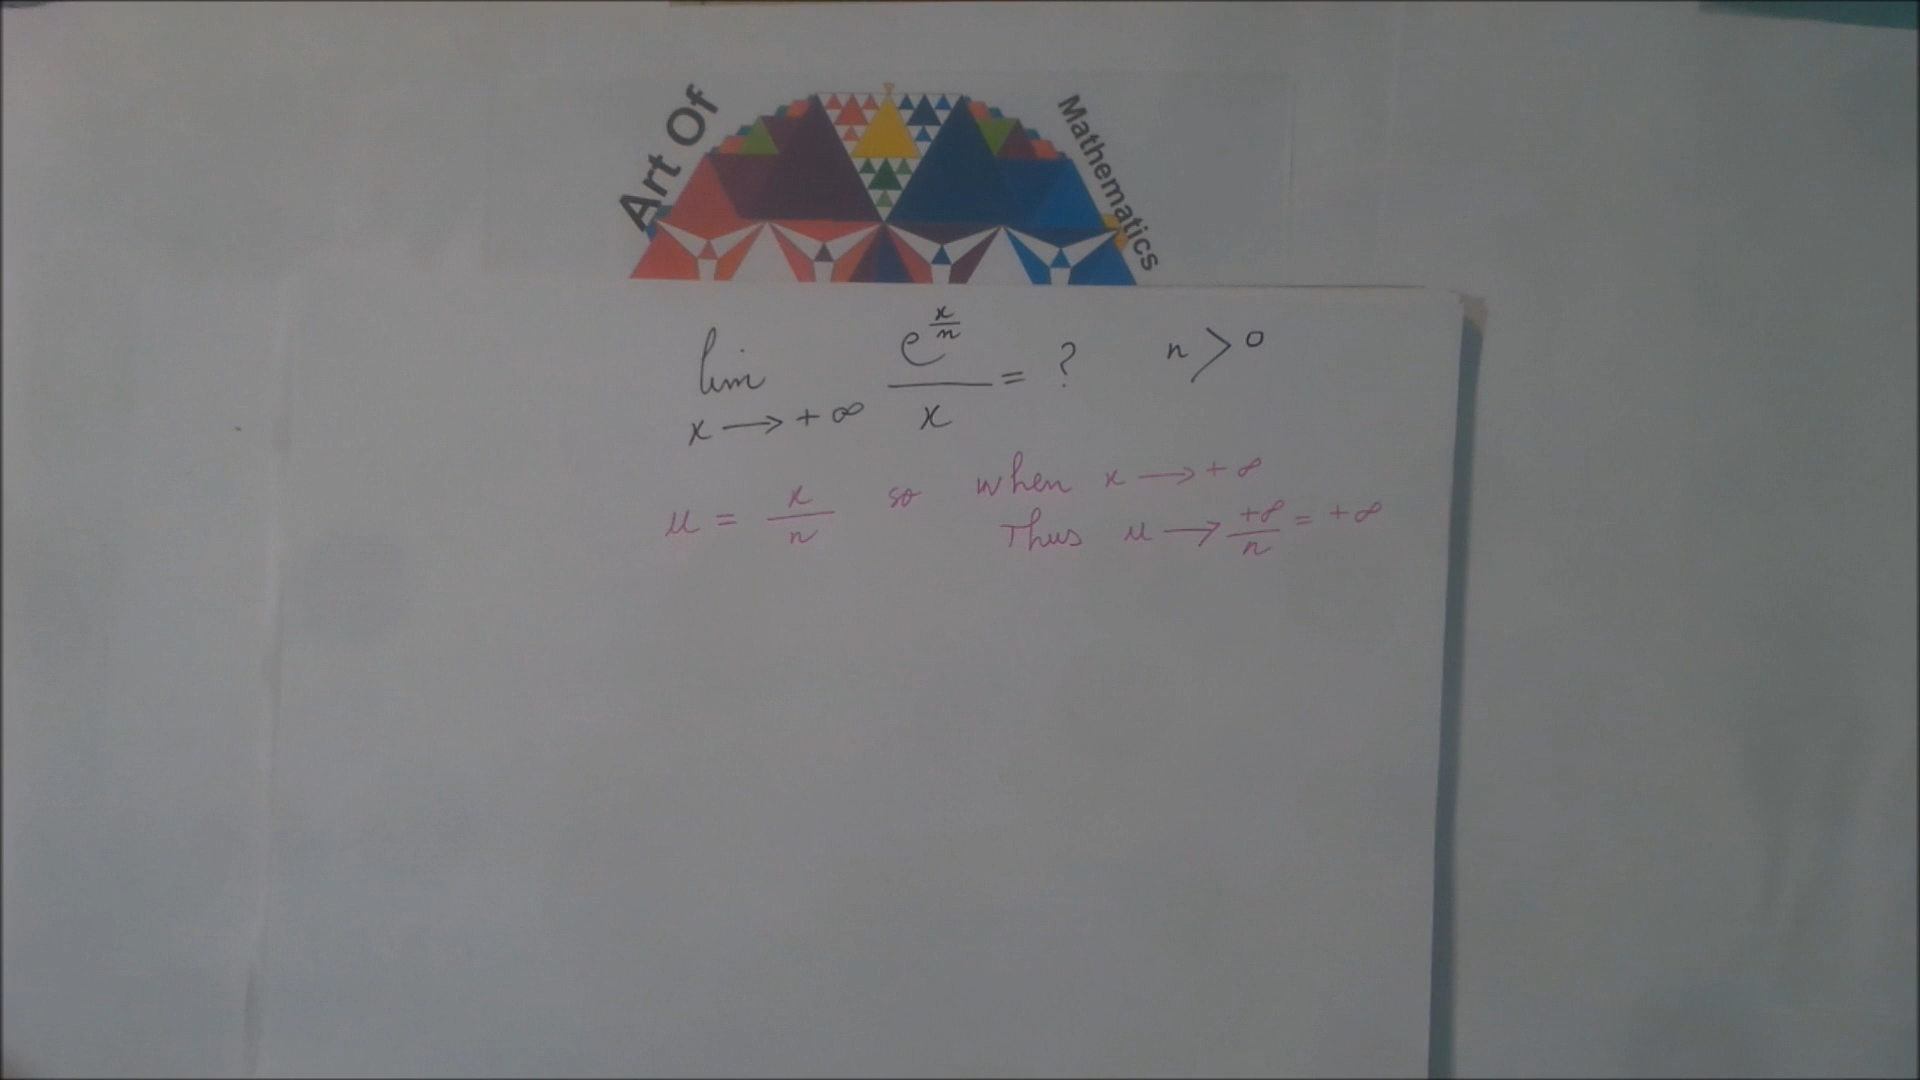 Art Of
Mathematics
lim x → +∞ e^(x/n) / x = ? n > 0
u = x/n so when x → +∞
Thus u → +∞/n = +∞